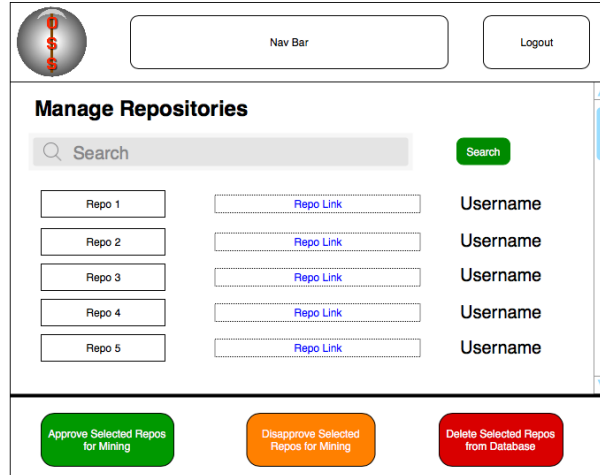 DSS
Nav Bar
Logout
Manage Repositories
Search
Search
Repo 1
Repo Link
Username
Repo 2
Repo Link
Username
Repo 3
Repo Link
Username
Repo 4
Repo Link
Username
Repo 5
Repo Link
Username
Approve Selected Repos
for Mining
Disapprove Selected
Repos for Mining
Delete Selected Repos
from Database